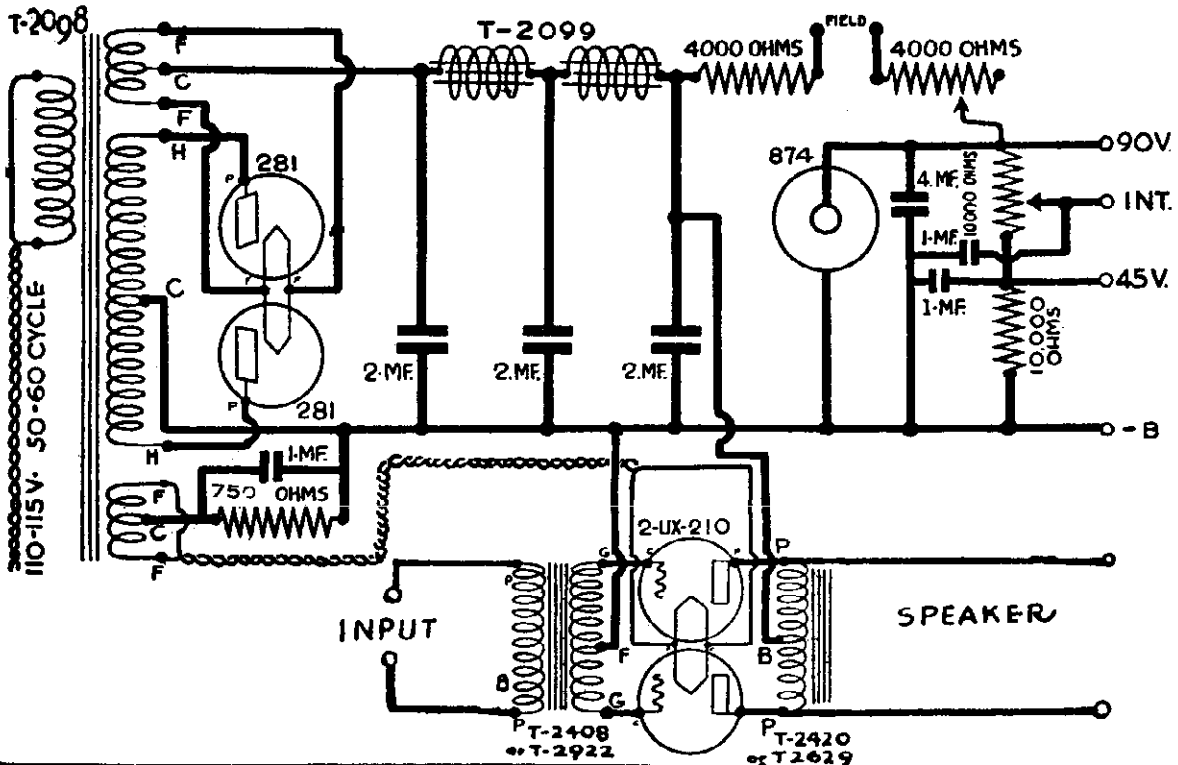 T-2098
F
C
F
H
C
H
F
C
F
110-115 V. 50-60 CYCLE
281
P
F
F
P
281
T-2099
4000 OHMS
FIELD
4000 OHMS
874
90V.
4.MF.
10000 OHMS
INT.
1-MF.
45V.
1-MF.
10.000
OHMS
2-MF.
2.MF.
2.MF.
-B
1-MF.
750 OHMS
2-UX-210
INPUT
P
B
P
G
F
G
P
P
B
P
SPEAKER
T-2408
or T-2922
T-2420
or T2629